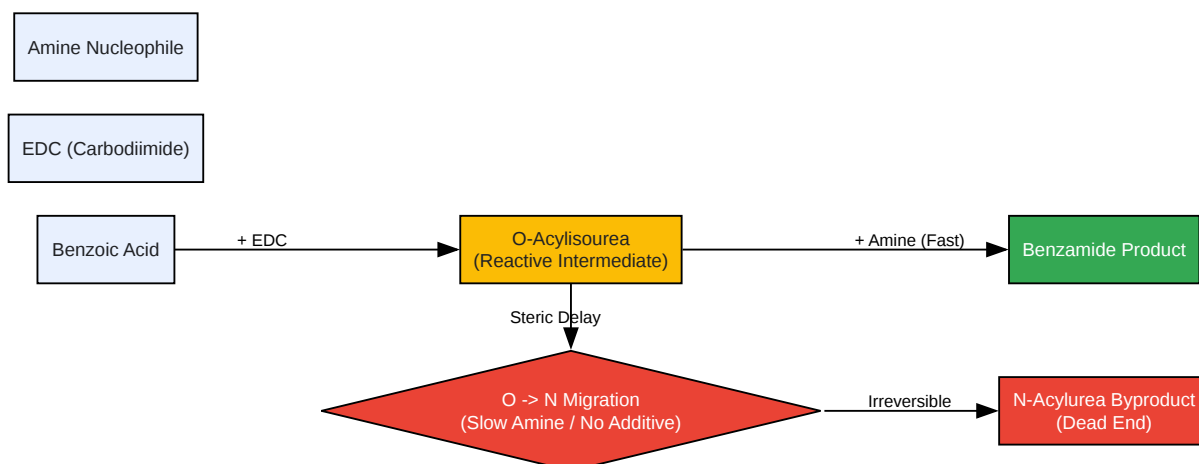 Amine Nucleophile
EDC (Carbodiimide)
Benzoic Acid
+ EDC
O-Acylisourea
(Reactive Intermediate)
+ Amine (Fast)
Benzamide Product
Steric Delay
O -> N Migration
(Slow Amine / No Additive)
Irreversible
N-Acylurea Byproduct
(Dead End)